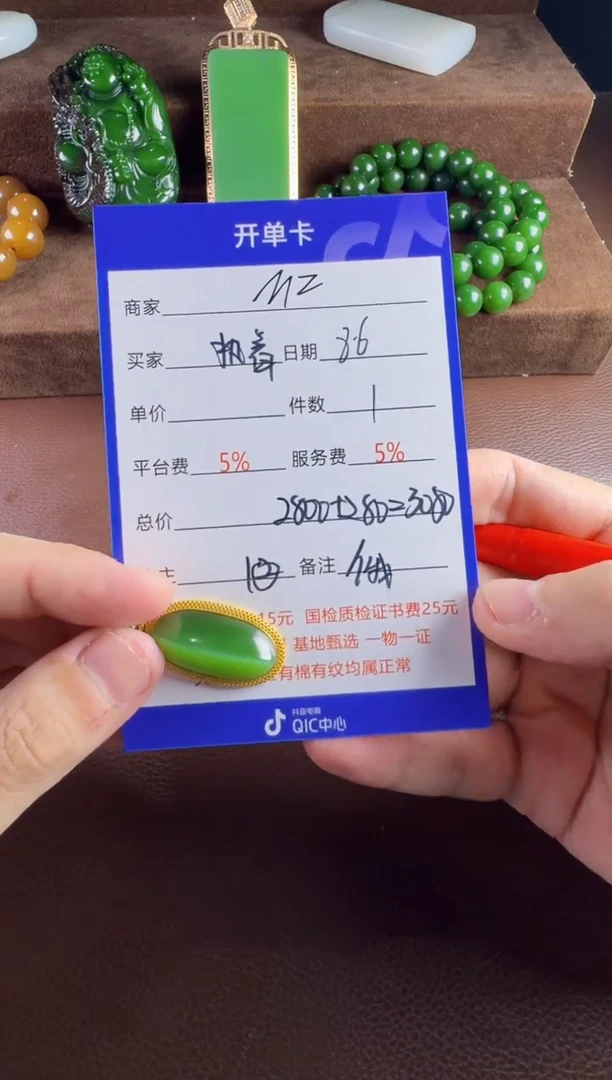 开单卡
商家 MZ
买家 日期 3.6
单价 件数 1
平台费 5% 服务费 5%
总价 2800+280=3080
主 备注
15元 国检质检证书费25元
基地甄选 一物一证
有棉有纹均属正常
抖音电商
QIC中心